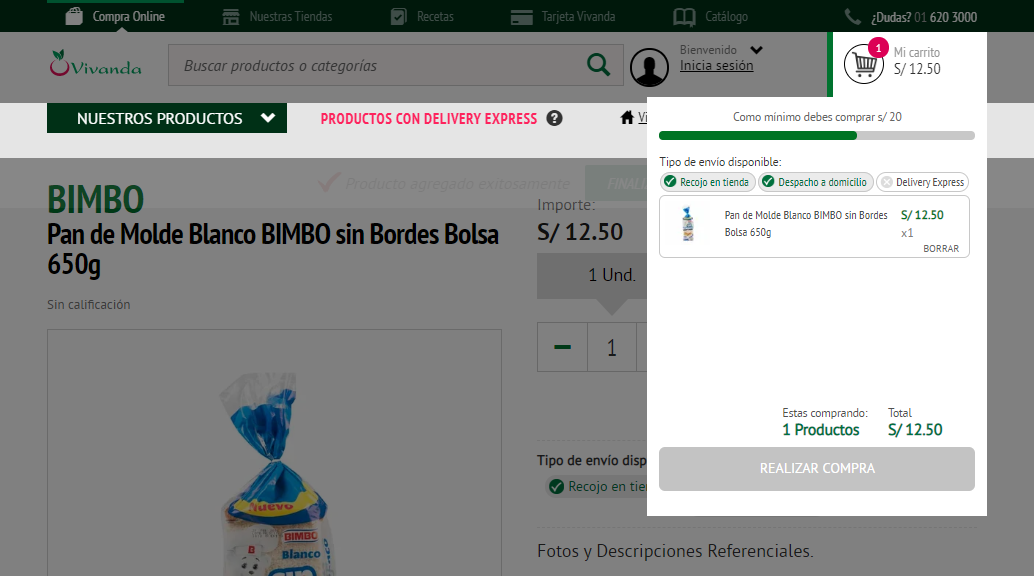 Compra Online
Nuestras Tiendas
Recetas
Tarjeta Vivanda
Catálogo
¿Dudas? 01 620 3000
Vivanda
Buscar productos o categorías
Bienvenido
Inicia sesión
1
Mi carrito
S/ 12.50
NUESTROS PRODUCTOS
PRODUCTOS CON DELIVERY EXPRESS ?
Vi
Como mínimo debes comprar s/ 20
Tipo de envío disponible:
Recojo en tienda
Despacho a domicilio
Delivery Express
Pan de Molde Blanco BIMBO sin Bordes
Bolsa 650g
S/ 12.50
x1
BORRAR
Estas comprando:
1 Productos
Total
S/ 12.50
REALIZAR COMPRA
Producto agregado exitosamente
FINALIZ
BIMBO
Pan de Molde Blanco BIMBO sin Bordes Bolsa
650g
Sin calificación
Importe:
S/ 12.50
1 Und.
1
Tipo de envío disp
Recojo en tie
Fotos y Descripciones Referenciales.
Nuevo
BIMBO
Blanco